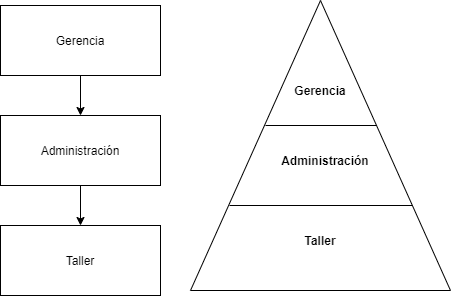 Gerencia
Administración
Taller
Gerencia
Administración
Taller